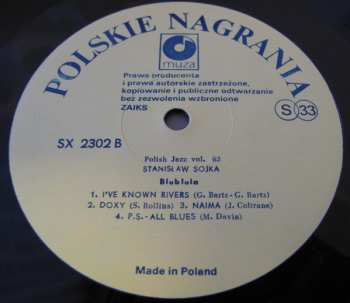 POLSKIE NAGRANIA
muza
Prawa producenta
i prawa autorskie zastrzeżone,
kopiowanie i publiczne odtwarzanie
bez zezwolenia wzbronione
ZAIKS
S 33
SX 2302 B
Polish Jazz vol. 63
STANISŁAW SOJKA
Blublula
1. I'VE KNOWN RIVERS (G. Bartz - G. Bartz)
2. DOXY (S. Rollins) 3. NAIMA (J. Coltrane)
4. P.S.-ALL BLUES (M. Davis)
Made in Poland